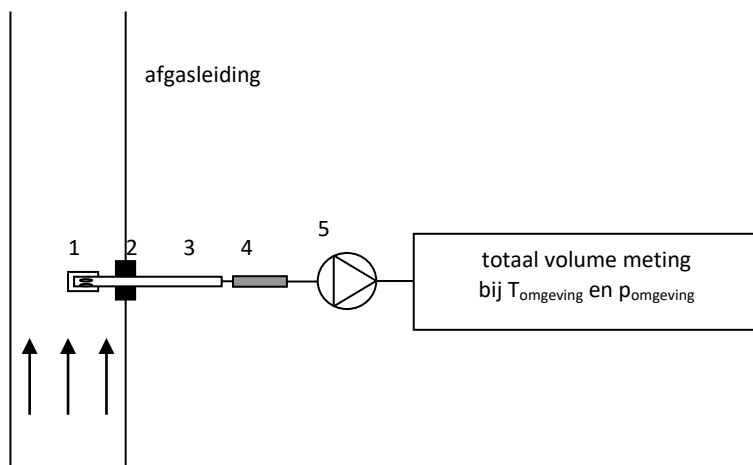 afgasleiding
1 2 3 4 5
totaal volume meting
bij Tomgeving en pomgeving